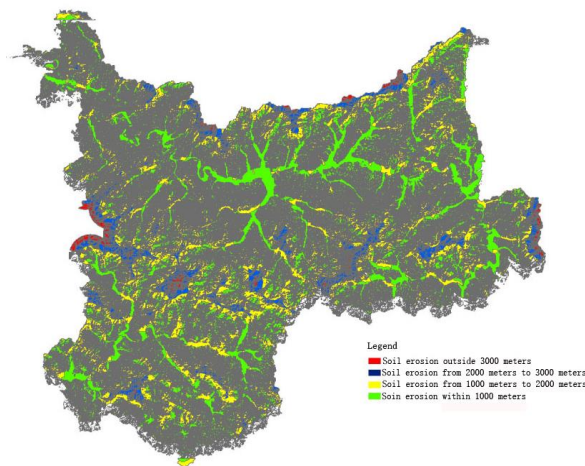 Legend
Soil erosion outside 3000 meters
Soil erosion from 2000 meters to 3000 meters
Soil erosion from 1000 meters to 2000 meters
Soin erosion within 1000 meters